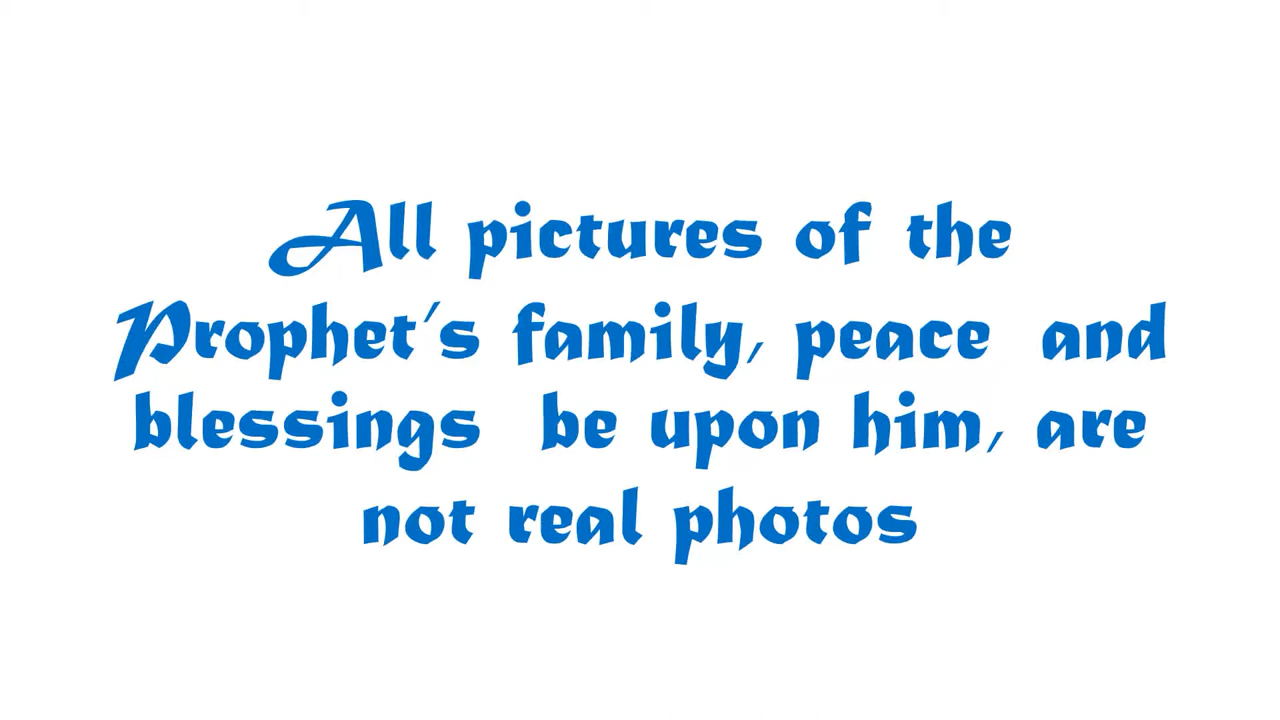 All pictures of the
Prophet's family, peace and
blessings be upon him, are
not real photos